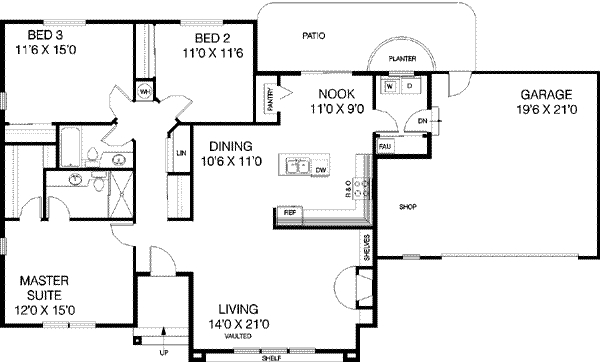 BED 3
11'6 X 15'0
BED 2
11'0 X 11'6
PATIO
PLANTER
WH
PANTRY
NOOK
11'0 X 9'0
W D
GARAGE
19'6 X 21'0
DN
DINING
10'6 X 11'0
LIN
FAU
DW
R & O
REF
SHOP
SHELVES
MASTER
SUITE
12'0 X 15'0
LIVING
14'0 X 21'0
VAULTED
UP
SHELF